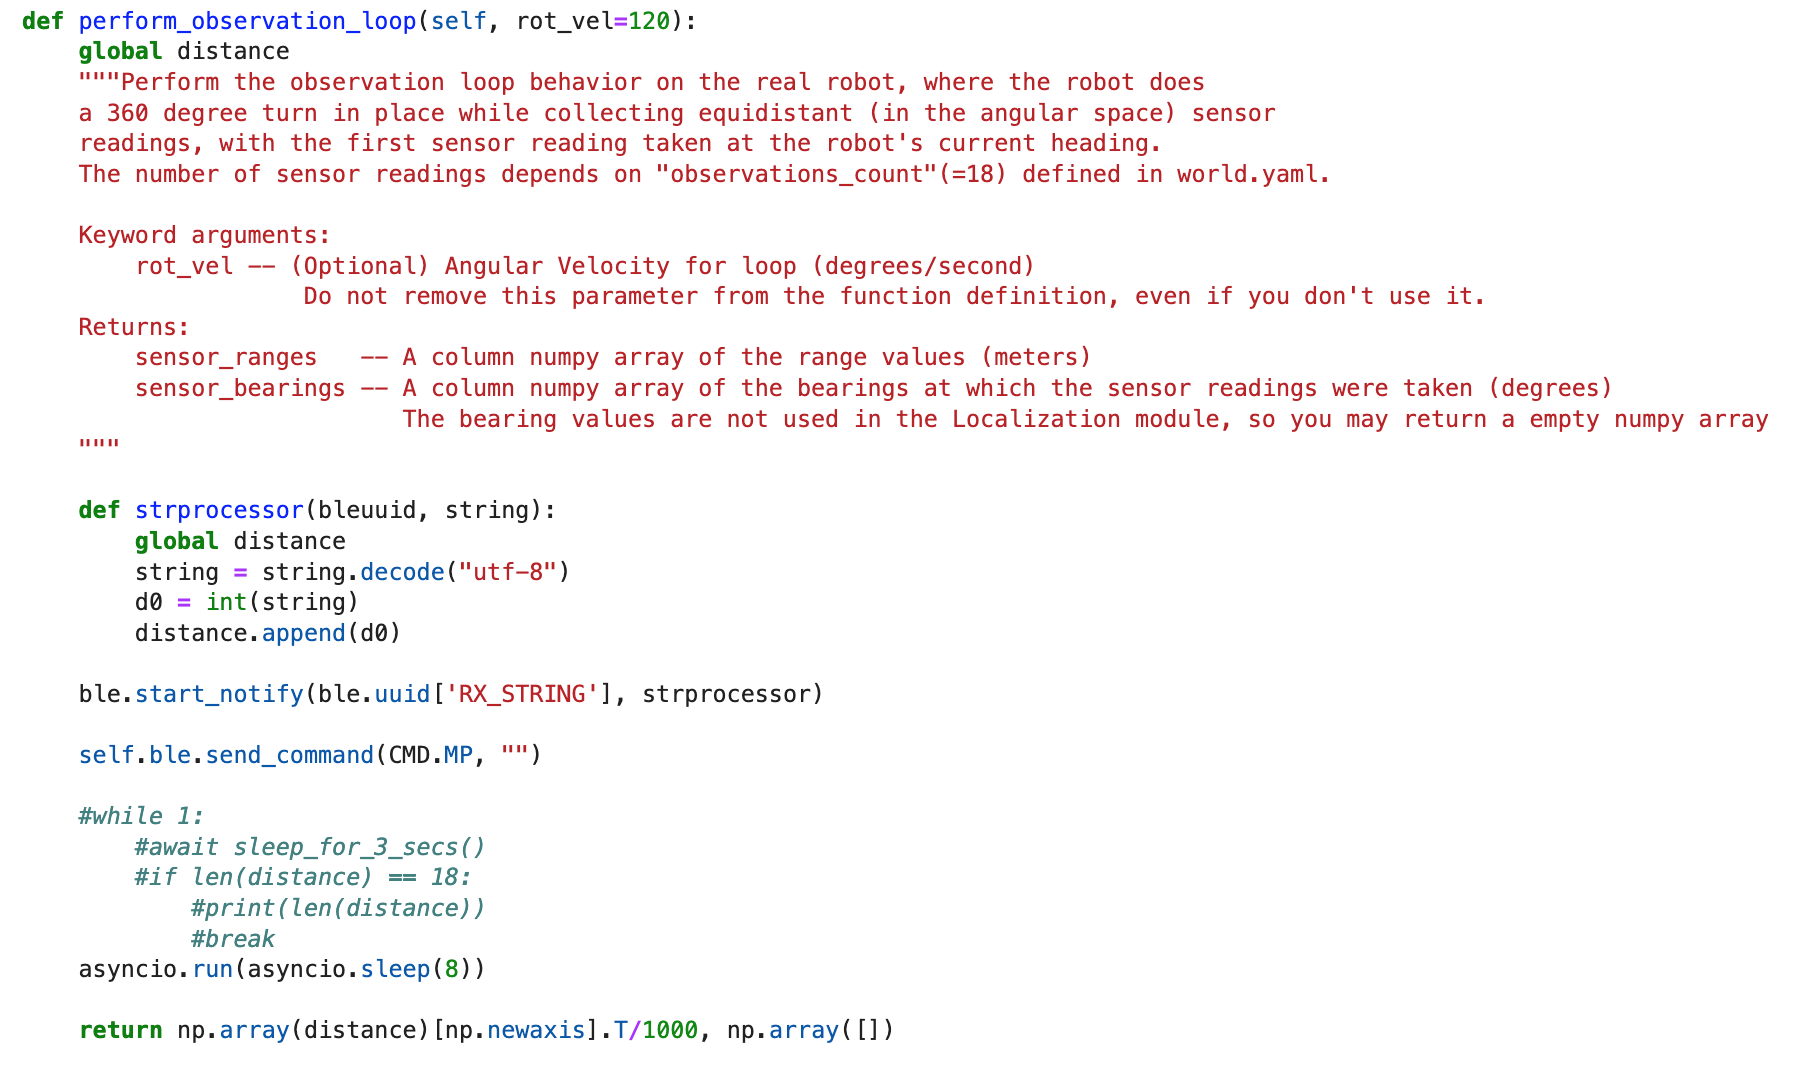 def perform_observation_loop(self, rot_vel=120):
    global distance
    """Perform the observation loop behavior on the real robot, where the robot does
    a 360 degree turn in place while collecting equidistant (in the angular space) sensor
    readings, with the first sensor reading taken at the robot's current heading.
    The number of sensor readings depends on "observations_count"(=18) defined in world.yaml.

    Keyword arguments:
        rot_vel -- (Optional) Angular Velocity for loop (degrees/second)
                    Do not remove this parameter from the function definition, even if you don't use it.
    Returns:
        sensor_ranges   -- A column numpy array of the range values (meters)
        sensor_bearings -- A column numpy array of the bearings at which the sensor readings were taken (degrees)
                           The bearing values are not used in the Localization module, so you may return a empty numpy array
    """

    def strprocessor(bleuuid, string):
        global distance
        string = string.decode("utf-8")
        d0 = int(string)
        distance.append(d0)

    ble.start_notify(ble.uuid['RX_STRING'], strprocessor)

    self.ble.send_command(CMD.MP, "")

    #while 1:
        #await sleep_for_3_secs()
        #if len(distance) == 18:
            #print(len(distance))
            #break
    asyncio.run(asyncio.sleep(8))

    return np.array(distance)[np.newaxis].T/1000, np.array([])